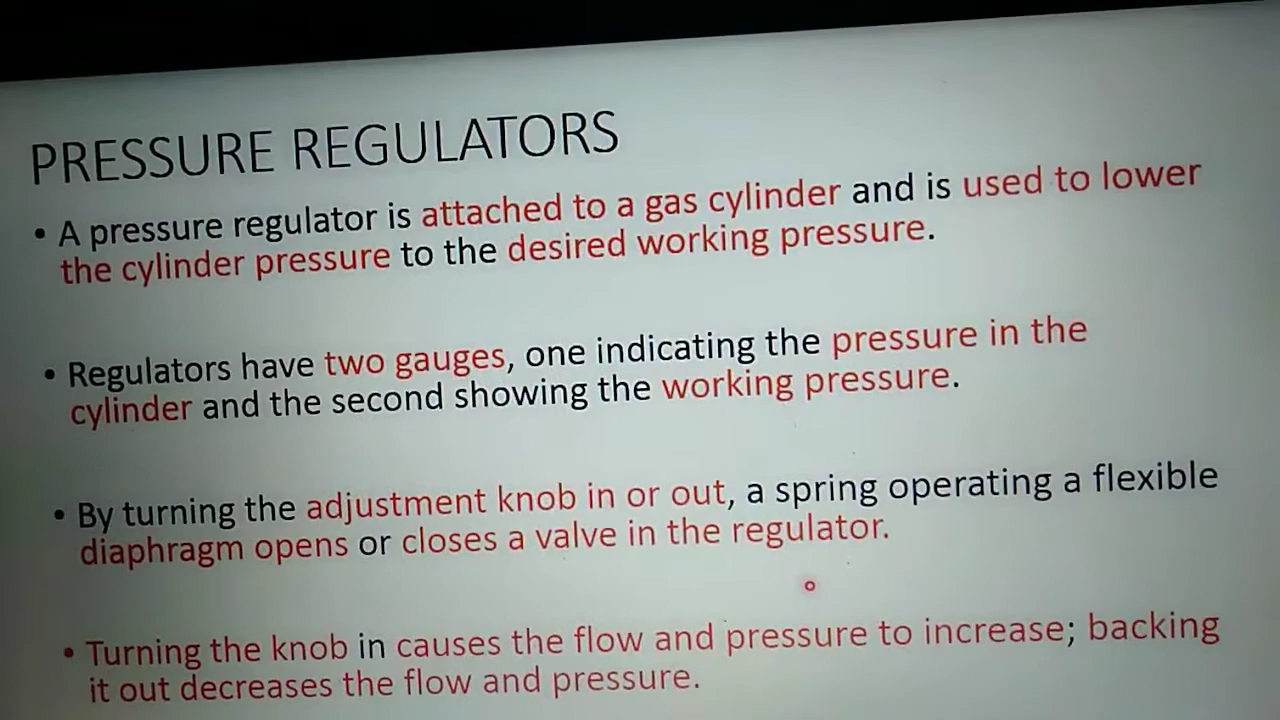 PRESSURE REGULATORS
• A pressure regulator is attached to a gas cylinder and is used to lower
the cylinder pressure to the desired working pressure.
• Regulators have two gauges, one indicating the pressure in the
cylinder and the second showing the working pressure.
• By turning the adjustment knob in or out, a spring operating a flexible
diaphragm opens or closes a valve in the regulator.
• Turning the knob in causes the flow and pressure to increase; backing
it out decreases the flow and pressure.